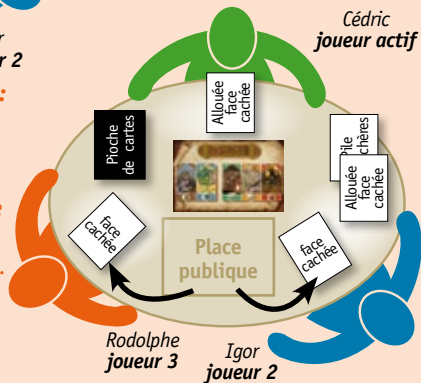 Cédric
joueur actif
r 2
:
Allouée
face
cachée
Pioche
de cartes
Pile
chères
Allouée
face
cachée
e
face
cachée
face
cachée
Place
publique
.
Rodolphe
joueur 3
Igor
joueur 2